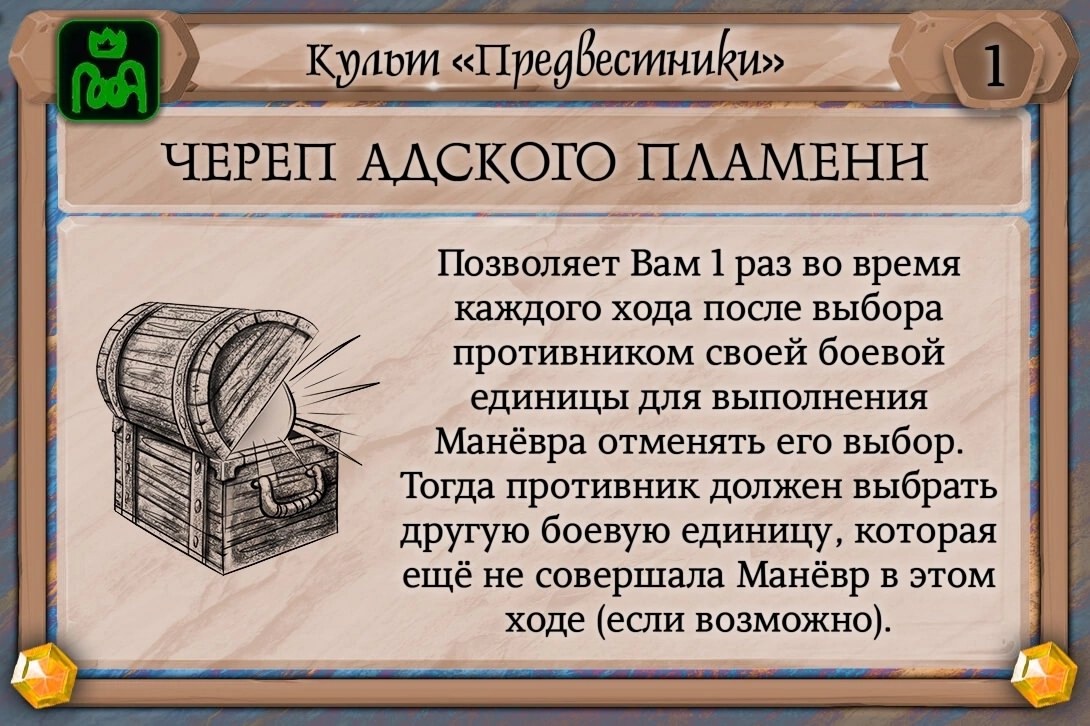 Культ «Предвестники»
1
ЧЕРЕП АДСКОГО ПЛАМЕНИ
Позволяет Вам 1 раз во время
каждого хода после выбора
противником своей боевой
единицы для выполнения
Манёвра отменять его выбор.
Тогда противник должен выбрать
другую боевую единицу, которая
ещё не совершала Манёвр в этом
ходе (если возможно).